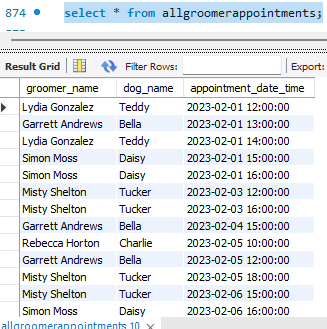 874 select * from allgroomerappointments;
Result Grid Filter Rows: Export:
groomer_name dog_name appointment_date_time
Lydia Gonzalez Teddy 2023-02-01 12:00:00
Garrett Andrews Bella 2023-02-01 13:00:00
Lydia Gonzalez Teddy 2023-02-01 14:00:00
Simon Moss Daisy 2023-02-01 15:00:00
Simon Moss Daisy 2023-02-01 16:00:00
Misty Shelton Tucker 2023-02-03 12:00:00
Misty Shelton Tucker 2023-02-03 16:00:00
Garrett Andrews Bella 2023-02-04 15:00:00
Rebecca Horton Charlie 2023-02-05 10:00:00
Misty Shelton Tucker 2023-02-05 12:00:00
Misty Shelton Tucker 2023-02-05 18:00:00
Misty Shelton Tucker 2023-02-06 15:00:00
Simon Moss Daisy 2023-02-06 16:00:00
allgroomerappointments 10